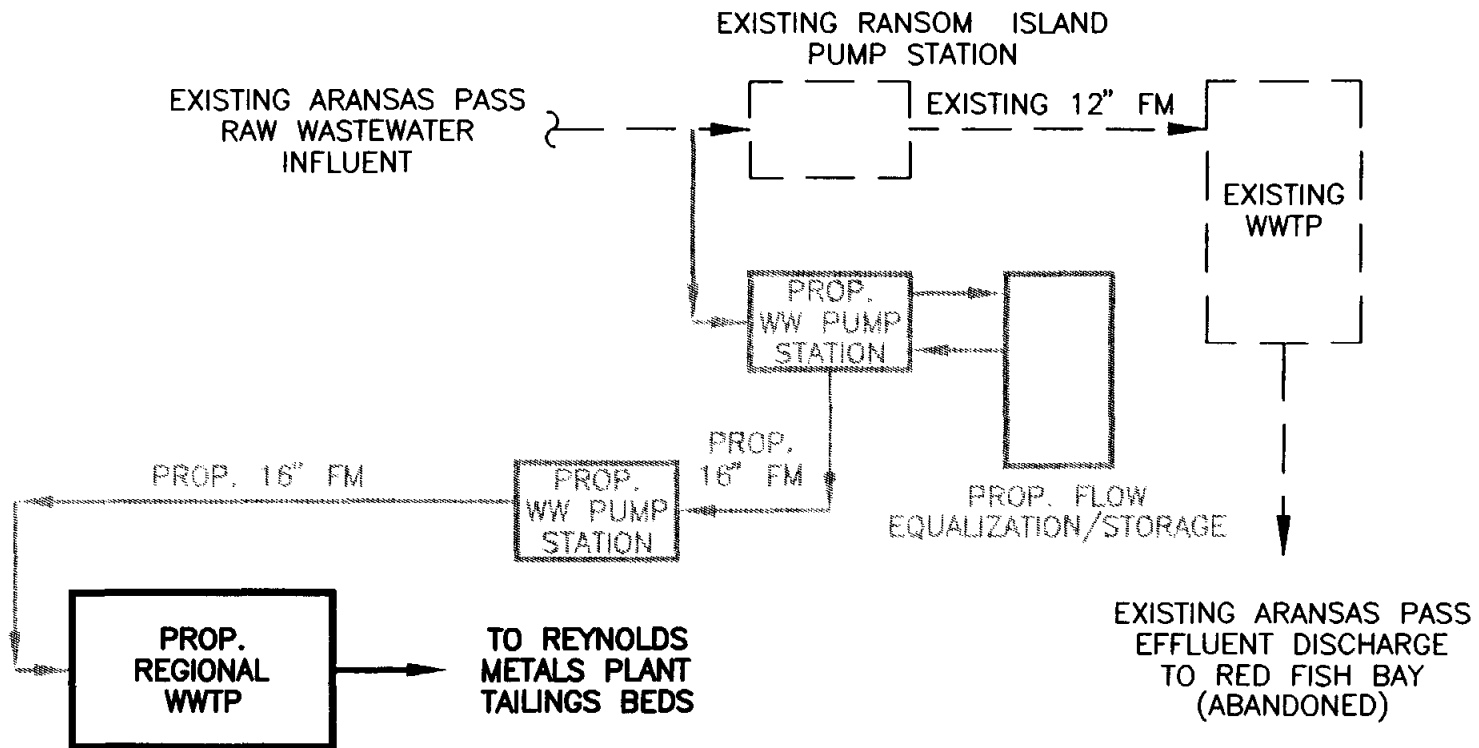 EXISTING RANSOM ISLAND
PUMP STATION
EXISTING ARANSAS PASS
RAW WASTEWATER
INFLUENT
EXISTING 12" FM
EXISTING
WWTP
PROP.
WW PUMP
STATION
PROP. FLOW
EQUALIZATION/STORAGE
PROP.
16" FM
PROP.
WW PUMP
STATION
PROP. 16" FM
PROP.
REGIONAL
WWTP
TO REYNOLDS
METALS PLANT
TAILINGS BEDS
EXISTING ARANSAS PASS
EFFLUENT DISCHARGE
TO RED FISH BAY
(ABANDONED)